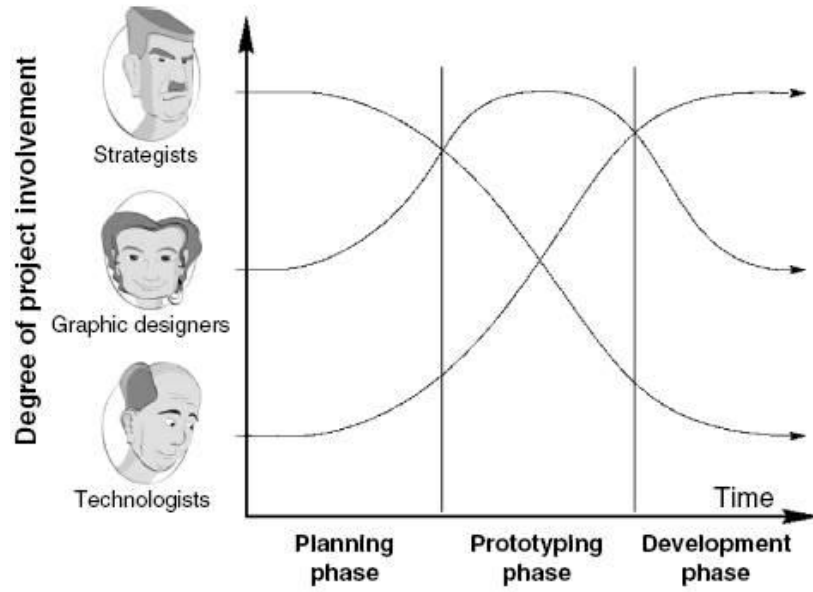 Degree of project involvement
Strategists
Graphic designers
Technologists
Time
Planning
phase
Prototyping
phase
Development
phase